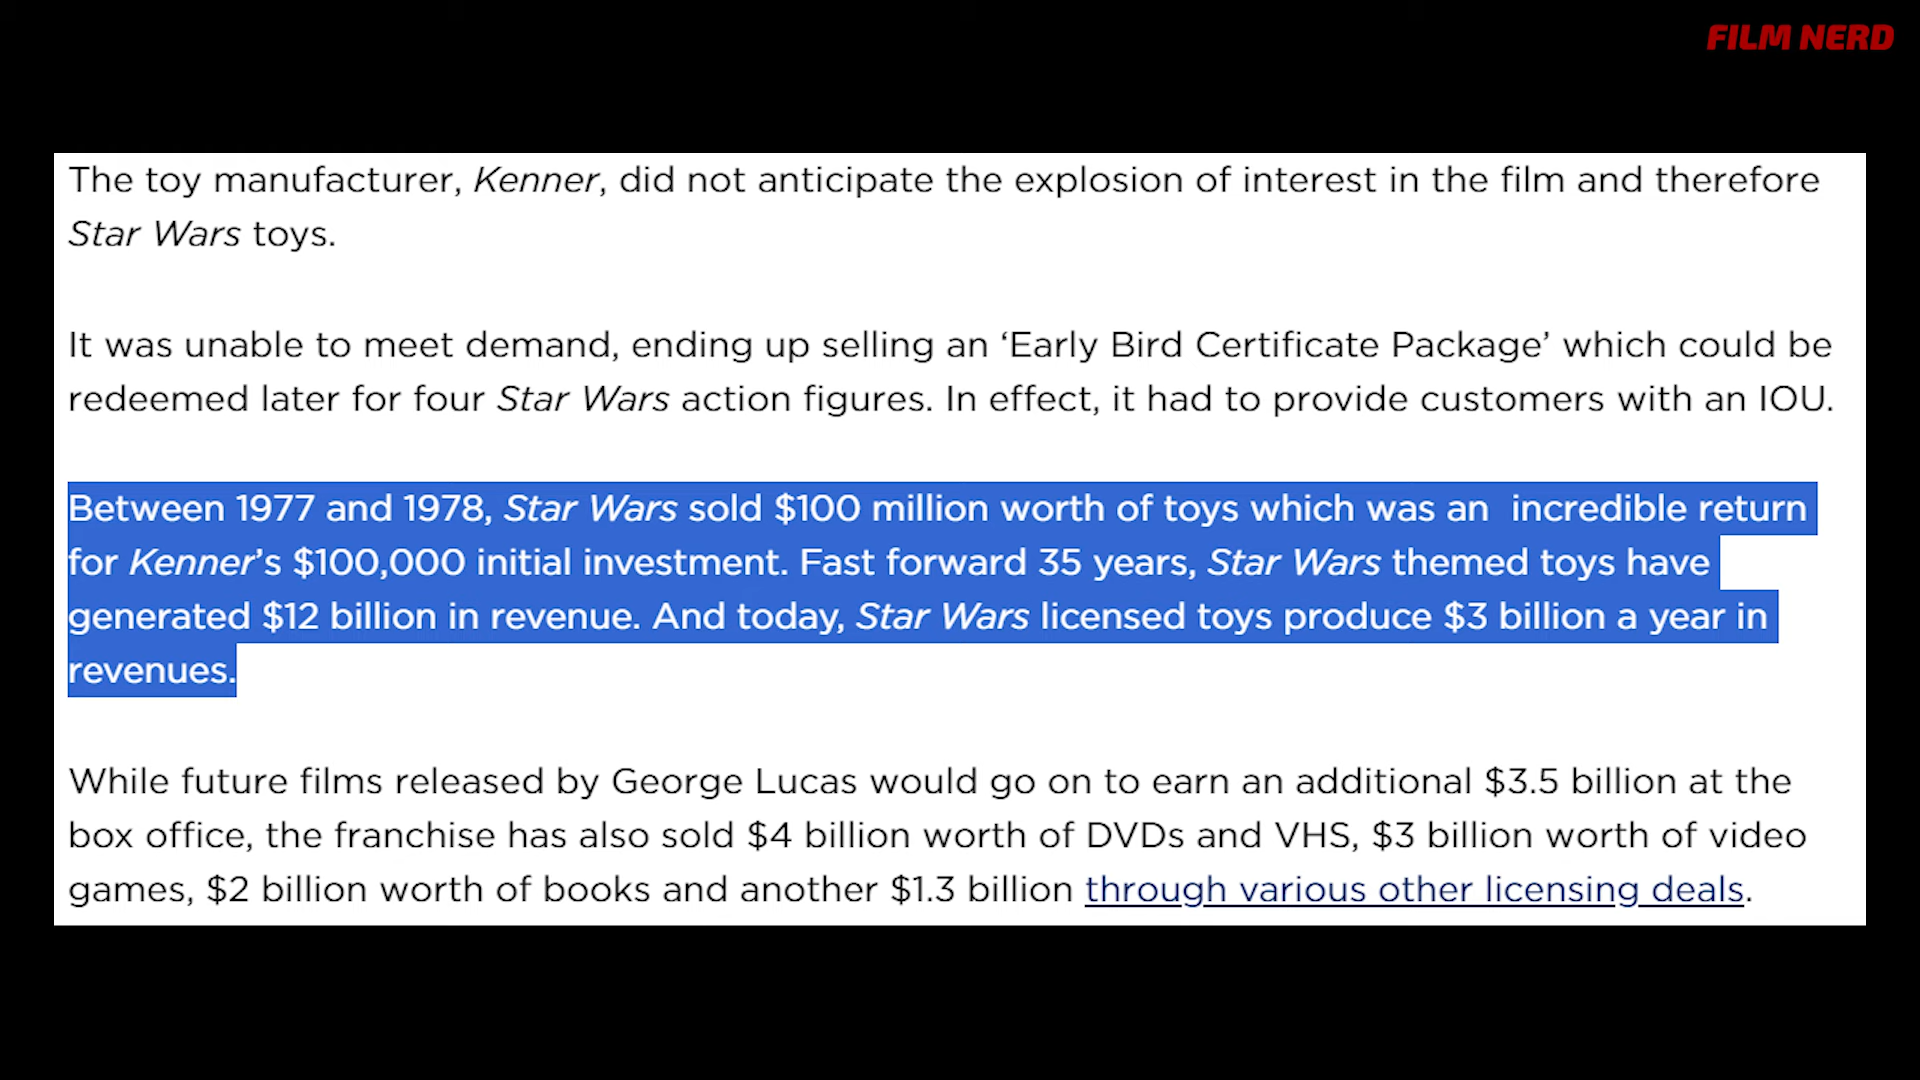 FILM NERD
The toy manufacturer, Kenner, did not anticipate the explosion of interest in the film and therefore
Star Wars toys.
It was unable to meet demand, ending up selling an ‘Early Bird Certificate Package’ which could be
redeemed later for four Star Wars action figures. In effect, it had to provide customers with an IOU.
Between 1977 and 1978, Star Wars sold $100 million worth of toys which was an  incredible return
for Kenner’s $100,000 initial investment. Fast forward 35 years, Star Wars themed toys have
generated $12 billion in revenue. And today, Star Wars licensed toys produce $3 billion a year in
revenues.
While future films released by George Lucas would go on to earn an additional $3.5 billion at the
box office, the franchise has also sold $4 billion worth of DVDs and VHS, $3 billion worth of video
games, $2 billion worth of books and another $1.3 billion through various other licensing deals.